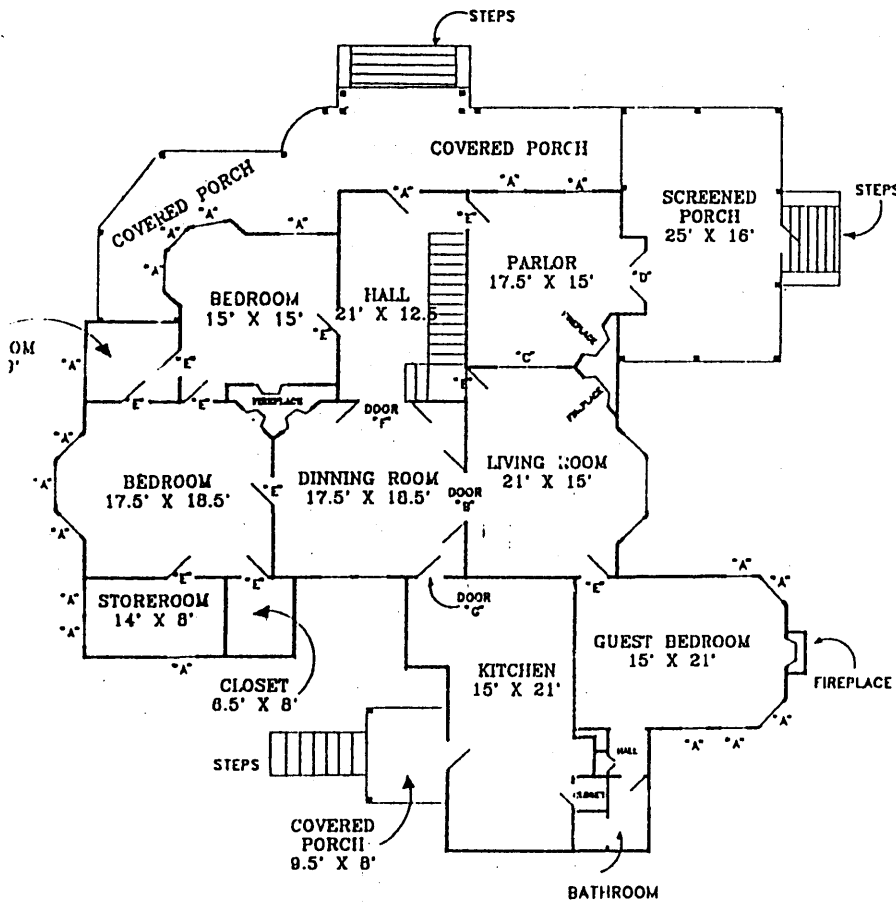 STEPS
COVERED PORCH
COVERED PORCH
SCREENED
PORCH
25' X 16'
STEPS
"A"
"A"
"A"
"A"
"A"
"A"
"A"
"E"
PARLOR
17.5' X 15'
"D"
BEDROOM
15' X 15'
HALL
21' X 12.5
"E"
FIREPLACE
OM
"A"
"E"
"C"
"E"
"E"
"E"
FIREPLACE
DOOR
"F"
FIREPLACE
"A"
BEDROOM
17.5' X 18.5'
"E"
DINNING ROOM
17.5' X 18.5'
LIVING ROOM
21' X 15'
DOOR
"B"
"A"
"A"
"E"
"E"
"E"
"A"
"A"
STOREROOM
14' X 8'
"A"
"A"
DOOR
"G"
GUEST BEDROOM
15' X 21'
"A"
KITCHEN
15' X 21'
FIREPLACE
CLOSET
6.5' X 8'
"A"
"A"
"A"
HALL
STEPS
CLOSET
COVERED
PORCH
9.5' X 8'
BATHROOM